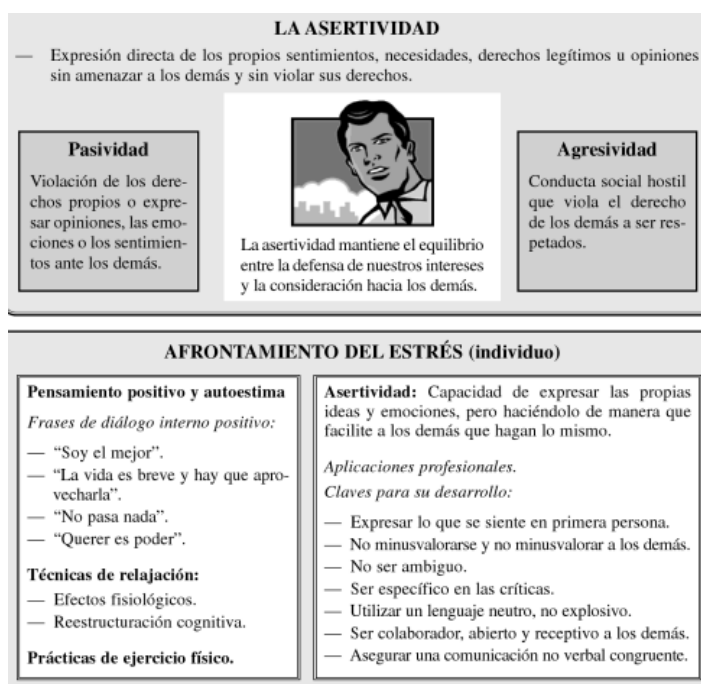 LA ASERTIVIDAD
— Expresión directa de los propios sentimientos, necesidades, derechos legítimos u opiniones
sin amenazar a los demás y sin violar sus derechos.
Pasividad
Violación de los dere-
chos propios o expre-
sar opiniones, las emo-
ciones o los sentimien-
tos ante los demás.
La asertividad mantiene el equilibrio
entre la defensa de nuestros intereses
y la consideración hacia los demás.
Agresividad
Conducta social hostil
que viola el derecho
de los demás a ser res-
petados.
AFRONTAMIENTO DEL ESTRÉS (individuo)
Pensamiento positivo y autoestima
Frases de diálogo interno positivo:
— “Soy el mejor”.
— “La vida es breve y hay que apro-
vecharla”.
— “No pasa nada”.
— “Querer es poder”.
Técnicas de relajación:
— Efectos fisiológicos.
— Reestructuración cognitiva.
Prácticas de ejercicio físico.
Asertividad: Capacidad de expresar las propias
ideas y emociones, pero haciéndolo de manera que
facilite a los demás que hagan lo mismo.
Aplicaciones profesionales.
Claves para su desarrollo:
— Expresar lo que se siente en primera persona.
— No minusvalorarse y no minusvalorar a los demás.
— No ser ambiguo.
— Ser específico en las críticas.
— Utilizar un lenguaje neutro, no explosivo.
— Ser colaborador, abierto y receptivo a los demás.
— Asegurar una comunicación no verbal congruente.